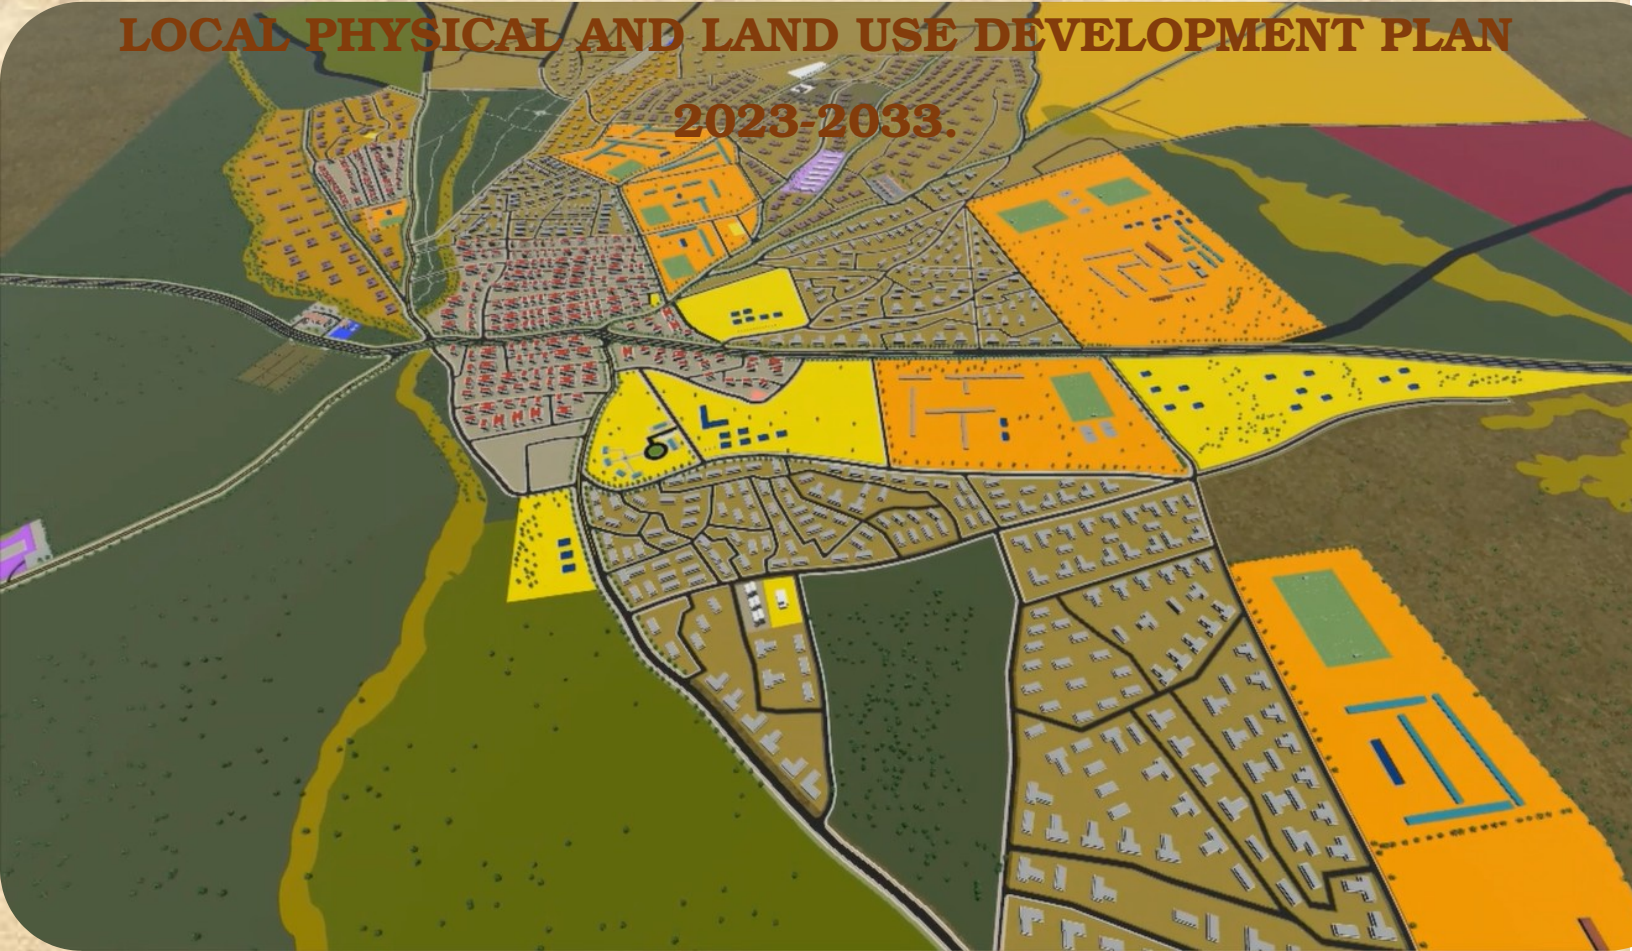 LOCAL PHYSICAL AND LAND USE DEVELOPMENT PLAN
2023-2033.